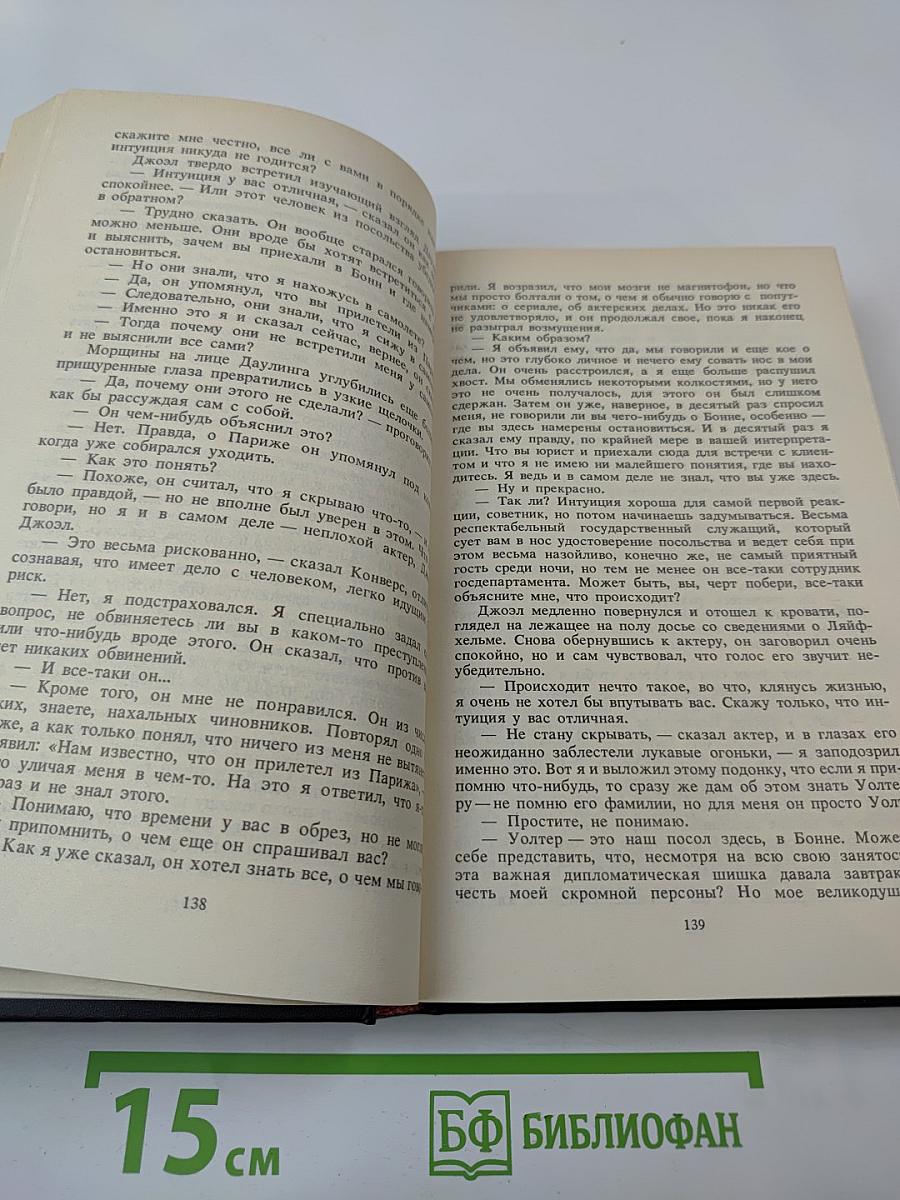 скажите мне честно, все ли с вами в порядке
интуиция никуда не годится?
Джоэл твердо встретил изучающий взгляд
— Интуиция у вас отличная, — сказал он
спокойнее. — Или этот человек из посольства
в обратном?
— Трудно сказать. Он вообще старался
можно меньше. Они вроде бы хотят встретиться
и выяснить, зачем вы приехали в Бонн и где
остановиться.
— Но они знали, что я нахожусь в самолете?
— Да, он упомянул, что вы прилетели из
— Следовательно, они знали, что я сижу в
— Именно это я и сказал сейчас, вернее, он
— Тогда почему они не встретили меня у
и не выяснили все сами?
Морщины на лице Даулинга углубились еще
прищуренные глаза превратились в узкие щелочки.
— Да, почему они этого не сделали? —
как бы рассуждая сам с собой.
— Он чем-нибудь объяснил это?
— Нет. Правда, о Париже он упомянул под
когда уже собирался уходить.
— Как это понять?
— Похоже, он считал, что я скрываю что-то, —
было правдой, — но не вполне был уверен в этом.
говори, но я и в самом деле — неплохой актер,
Джоэл.
— Это весьма рискованно, — сказал Конверс,
сознавая, что имеет дело с человеком, легко идущим
риск.
— Нет, я подстраховался. Я специально задал
вопрос, не обвиняетесь ли вы в каком-то
или что-нибудь вроде этого. Он сказал, что против
нет никаких обвинений.
— И все-таки он...
— Кроме того, он мне не понравился. Он из
знаете, нахальных чиновников. Повторял одно
же, а как только понял, что ничего из меня не
«Нам известно, что он прилетел из Парижа»,
уличая меня в чем-то. На это я ответил, что
раз и не знал этого.
Понимаю, что времени у вас в обрез, но не
припомнить, о чем еще он спрашивал вас?
Как я уже сказал, он хотел знать все, о чем мы гово-
138
рили. Я возразил, что мои мозги не магнитофон, но что
мы просто болтали о том, о чем я обычно говорю с попут-
чиками: о сериале, об актерских делах. Но это никак его
не удовлетворяло, и он продолжал свое, пока я наконец
не разыграл возмущения.
— Каким образом?
— Я объявил ему, что да, мы говорили и еще кое о
чем, но это глубоко личное и нечего ему совать нос в мои
дела. Он очень расстроился, а я еще больше распушил
хвост. Мы обменялись некоторыми колкостями, но у него
это не очень получалось, для этого он был слишком
сдержан. Затем он уже, наверное, в десятый раз спросил
меня, не говорили ли вы чего-нибудь о Бонне, особенно —
где вы здесь намерены остановиться. И в десятый раз я
сказал ему правду, по крайней мере в вашей интерпрета-
ции. Что вы юрист и приехали сюда для встречи с клиен-
том и что я не имею ни малейшего понятия, где вы нахо-
дитесь. Я ведь и в самом деле не знал, что вы уже здесь.
— Ну и прекрасно.
— Так ли? Интуиция хороша для самой первой реак-
ции, советник, но потом начинаешь задумываться. Весьма
респектабельный государственный служащий, который
сует вам в нос удостоверение посольства и ведет себя при
этом весьма назойливо, конечно же, не самый приятный
гость среди ночи, но тем не менее он все-таки сотрудник
госдепартамента. Может быть, вы, черт побери, все-таки
объясните мне, что происходит?
Джоэл медленно повернулся и отошел к кровати, по-
глядел на лежащее на полу досье со сведениями о Ляйф-
хельме. Снова обернувшись к актеру, он заговорил очень
спокойно, но и сам чувствовал, что голос его звучит не-
убедительно.
— Происходит нечто такое, во что, клянусь жизнью,
я очень не хотел бы впутывать вас. Скажу только, что ин-
туиция у вас отличная.
— Не стану скрывать, — сказал актер, и в глазах его
неожиданно заблестели лукавые огоньки, — я заподозрил
именно это. Вот я и выложил этому подонку, что если я при-
помню что-нибудь, то сразу же дам об этом знать Уолте-
ру — не помню его фамилии, но для меня он просто Уол
— Простите, не понимаю.
— Уолтер — это наш посол здесь, в Бонне. Може
себе представить, что, несмотря на всю свою занятос
эта важная дипломатическая шишка давала завтрак
честь моей скромной персоны? Но мое великодуш
139
15 см
БФ БИБЛИОФАН